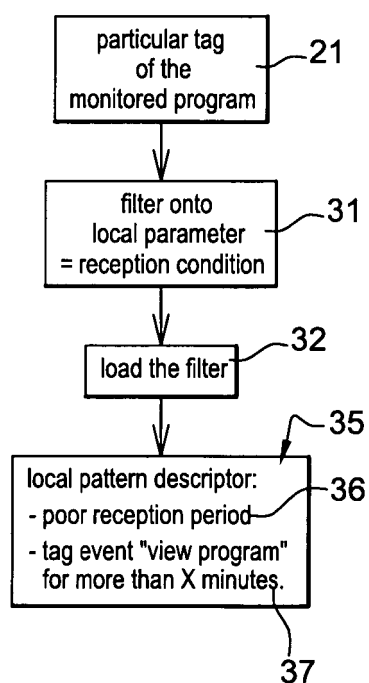 particular tag
of the
monitored program
21
filter onto
local parameter
= reception condition
31
load the filter
32
35
local pattern descriptor:
- poor reception period
36
- tag event "view program"
for more than X minutes.
37